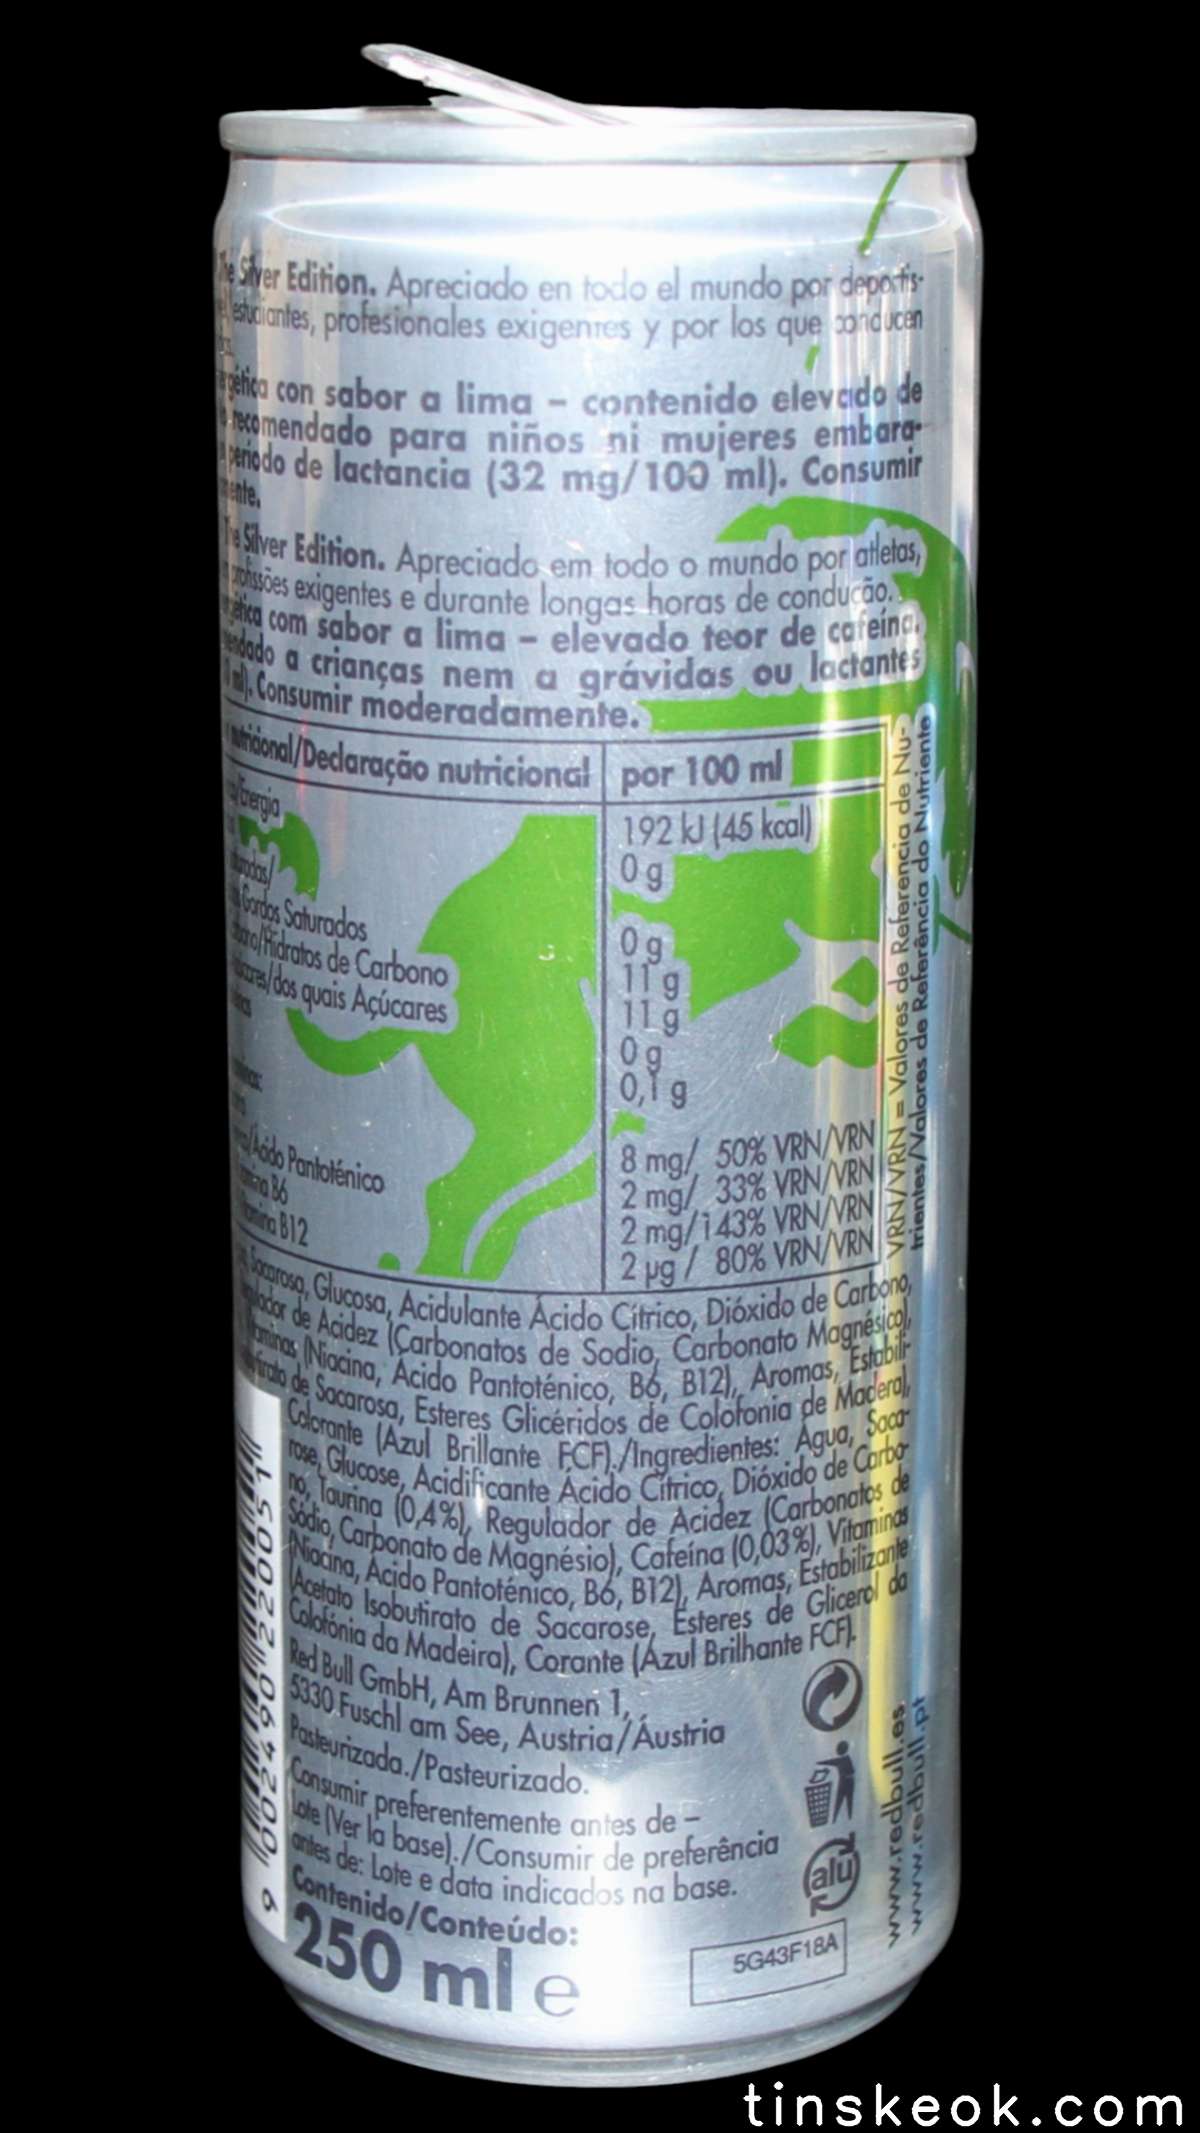 The Silver Edition. Apreciado en todo el mundo por deportis-
estudiantes, profesionales exigentes y por los que conducen
con sabor a lima – contenido elevado de
recomendado para niños ni mujeres embara-
período de lactancia (32 mg/100 ml). Consumir
The Silver Edition. Apreciado em todo o mundo por atletas,
profissões exigentes e durante longas horas de condução.
com sabor a lima – elevado teor de cafeína.
a crianças nem a grávidas ou lactantes
ml). Consumir moderadamente.
nutricional/Declaração nutricional por 100 ml
/Energia 192 kJ (45 kcal)
0 g
Gordos Saturados 0 g
/Hidratos de Carbono 11 g
/dos quais Açúcares 11 g
0 g
0,1 g
8 mg/ 50% VRN/VRN
/Ácido Pantoténico 2 mg/ 33% VRN/VRN
B6 2 mg/143% VRN/VRN
B12 2 µg / 80% VRN/VRN
VRN/VRN = Valores de Referencia de Nu-
trientes/Valores de Referência do Nutriente
Sacarosa, Glucosa, Acidulante Ácido Cítrico, Dióxido de Carbono,
de Acidez (Carbonatos de Sodio, Carbonato Magnésico),
(Niacina, Ácido Pantoténico, B6, B12), Aromas, Estabili-
de Sacarosa, Esteres Glicéridos de Colofonia de Madera),
Colorante (Azul Brillante FCF)./Ingredientes: Água, Saca-
rose, Glucose, Acidificante Ácido Cítrico, Dióxido de Carbo-
no, Taurina (0,4%), Regulador de Acidez (Carbonatos de
Sódio, Carbonato de Magnésio), Cafeína (0,03%), Vitaminas
(Niacina, Ácido Pantoténico, B6, B12), Aromas, Estabilizante
(Acetato Isobutirato de Sacarose, Ésteres de Glicerol da
Colofónia da Madeira), Corante (Azul Brilhante FCF).
Red Bull GmbH, Am Brunnen 1,
5330 Fuschl am See, Austria/Áustria
Pasteurizada./Pasteurizado.
Consumir preferentemente antes de –
Lote (Ver la base)./Consumir de preferência
antes de: Lote e data indicados na base.
Contenido/Conteúdo:
250 ml e
9 002490 220051
alu
5G43F18A
www.redbull.es
www.redbull.pt
tinskeok.com